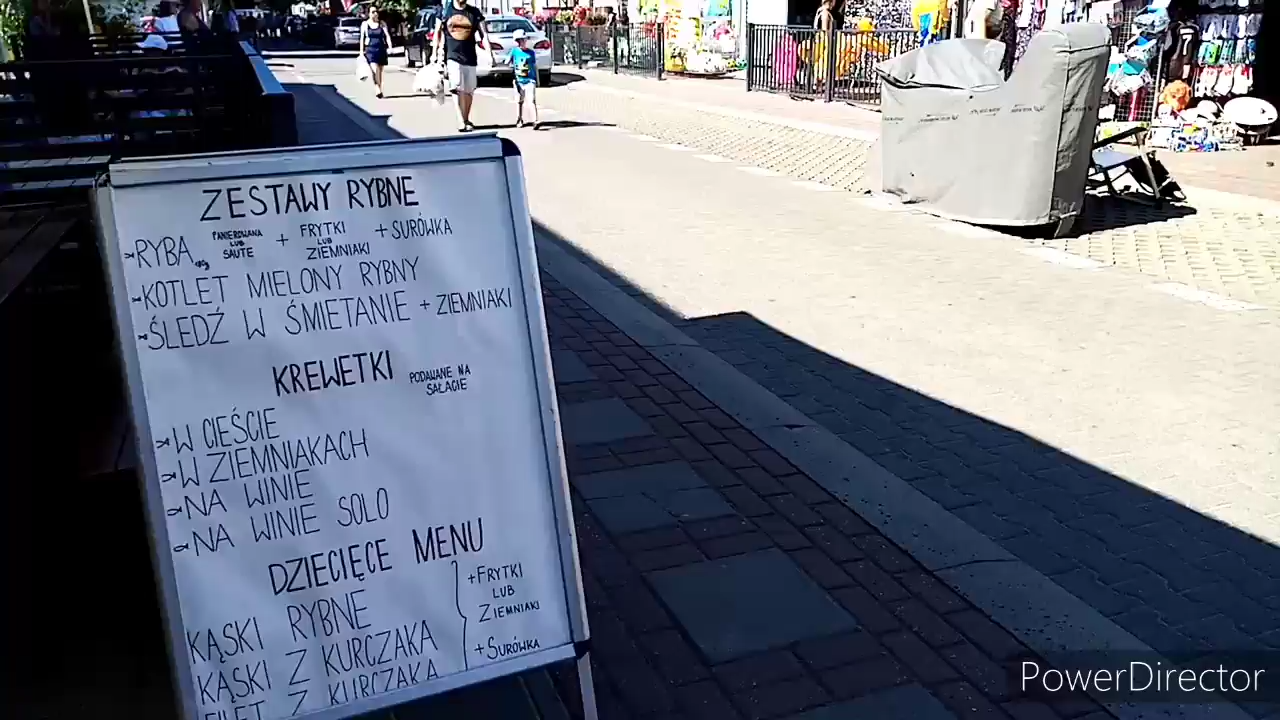 ZESTAWY RYBNE
RYBA PANIEROWANA LUB SAUTE + FRYTKI LUB ZIEMNIAKI + SURÓWKA
KOTLET MIELONY RYBNY
ŚLEDŹ W ŚMIETANIE + ZIEMNIAKI
KREWETKI PODAWANE NA SAŁACIE
W CIEŚCIE
W ZIEMNIAKACH
NA WINIE
NA WINIE SOLO
DZIECIĘCE MENU
KĄSKI RYBNE
KĄSKI Z KURCZAKA
FILET Z KURCZAKA
+ FRYTKI
LUB
ZIEMNIAKI
+ SURÓWKA
PowerDirector